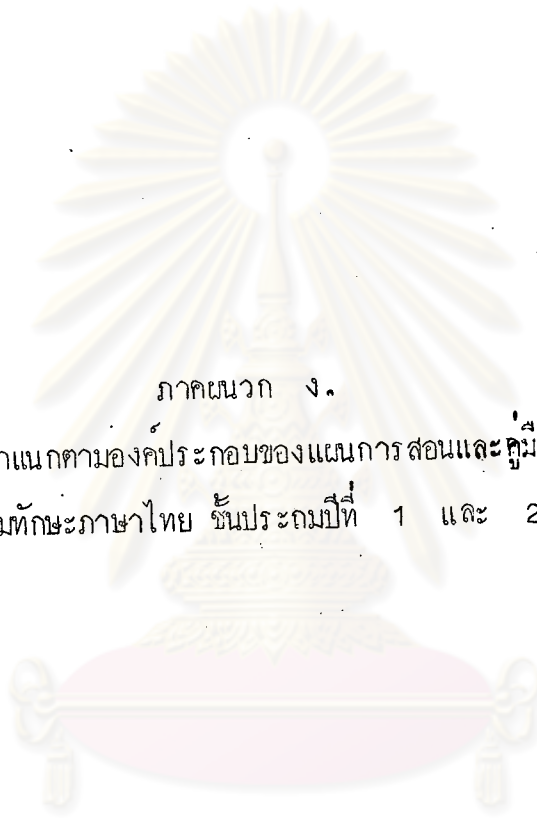 ภาคผนวก ง.
แนกตามองค์ประกอบของแผนการสอนและคู่มื
ทักษะภาษาไทย ชั้นประถมปีที่ 1 และ 2